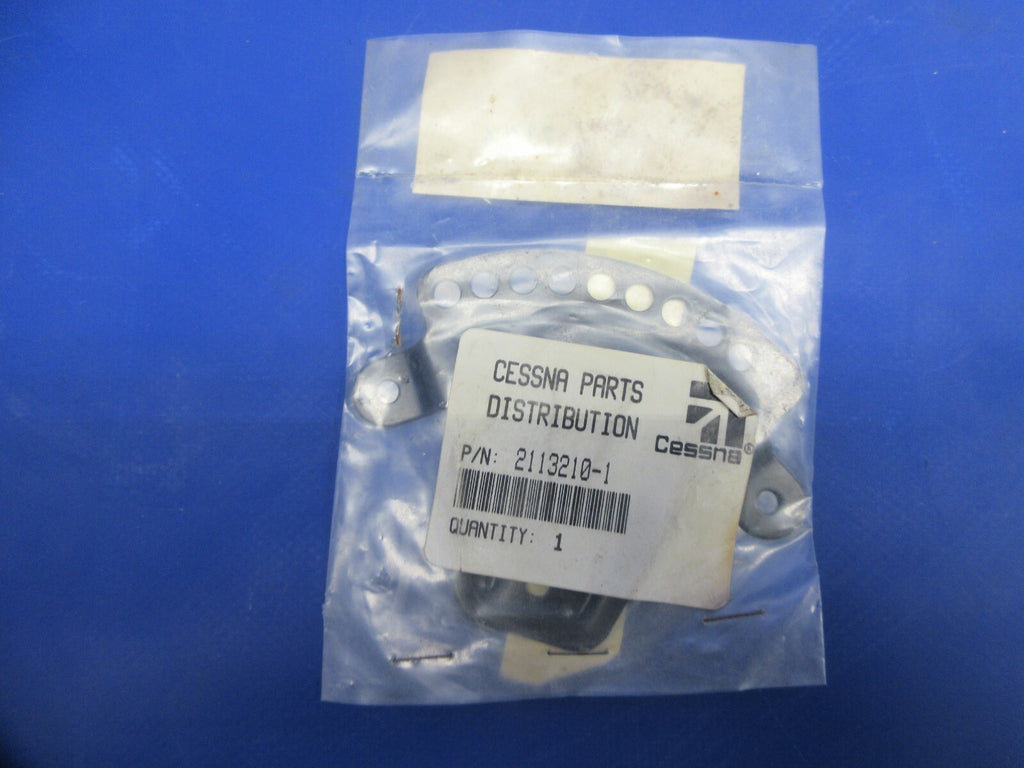 CESSNA PARTS
DISTRIBUTION
Cessna®
P/N: 2113210-1
QUANTITY: 1